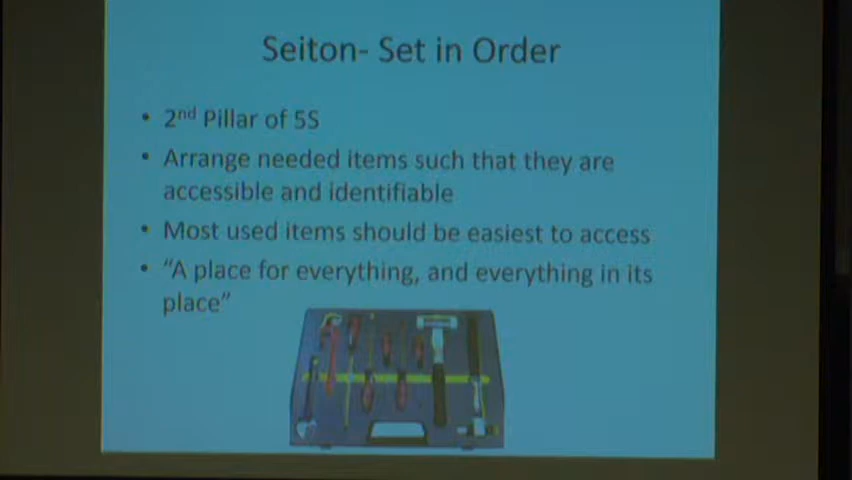 Seiton- Set in Order
• 2nd Pillar of 5S
• Arrange needed items such that they are
accessible and identifiable
• Most used items should be easiest to access
• “A place for everything, and everything in its
place”